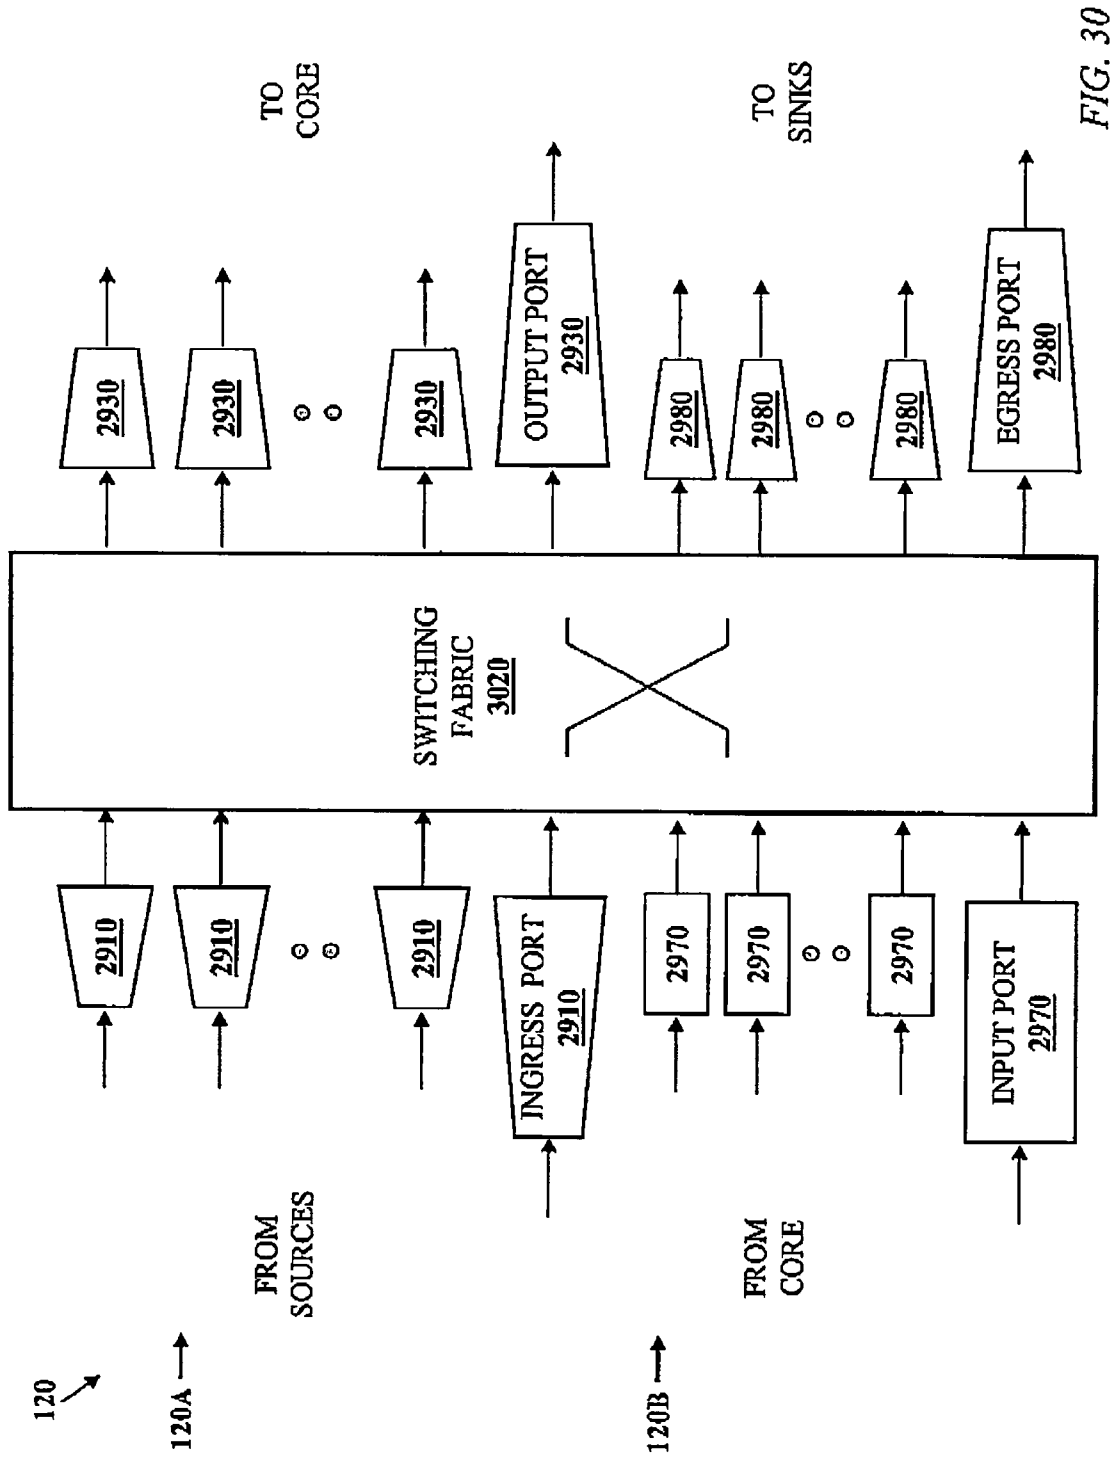 120
120A
120B
FROM
SOURCES
FROM
CORE
2910
2910
2910
INGRESS PORT
2910
2970
2970
2970
INPUT PORT
2970
SWITCHING
FABRIC
3020
2930
2930
2930
OUTPUT PORT
2930
2980
2980
2980
EGRESS PORT
2980
TO
CORE
TO
SINKS
FIG. 30